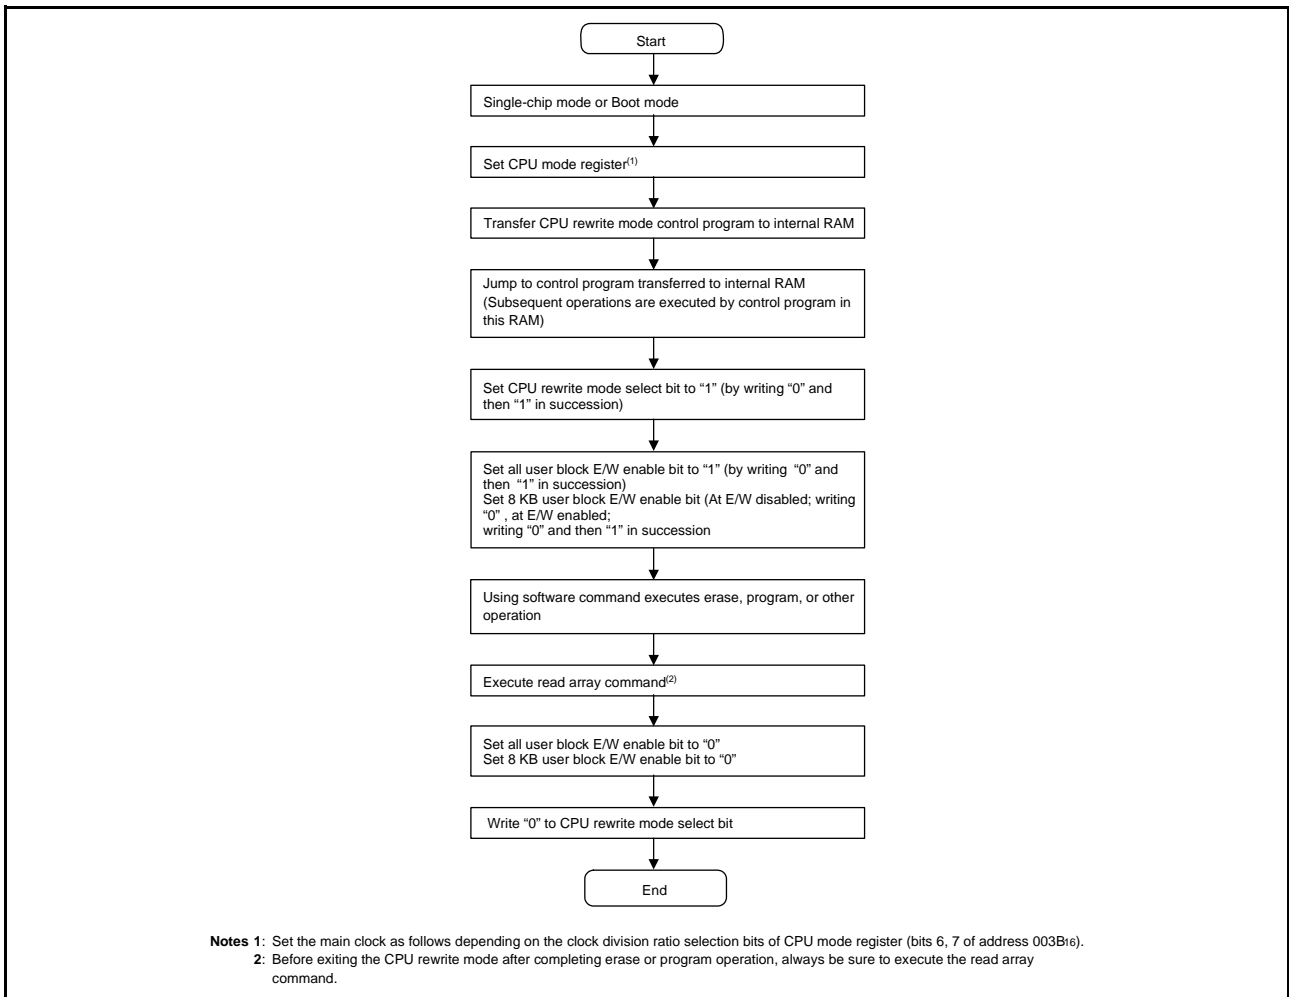 Start
Single-chip mode or Boot mode
Set CPU mode register(1)
Transfer CPU rewrite mode control program to internal RAM
Jump to control program transferred to internal RAM
(Subsequent operations are executed by control program in
this RAM)
Set CPU rewrite mode select bit to “1” (by writing “0” and
then “1” in succession)
Set all user block E/W enable bit to “1” (by writing “0” and
then “1” in succession)
Set 8 KB user block E/W enable bit (At E/W disabled; writing
“0” , at E/W enabled;
writing “0” and then “1” in succession
Using software command executes erase, program, or other
operation
Execute read array command(2)
Set all user block E/W enable bit to “0”
Set 8 KB user block E/W enable bit to “0”
Write “0” to CPU rewrite mode select bit
End
Notes 1: Set the main clock as follows depending on the clock division ratio selection bits of CPU mode register (bits 6, 7 of address 003B16).
2: Before exiting the CPU rewrite mode after completing erase or program operation, always be sure to execute the read array
command.